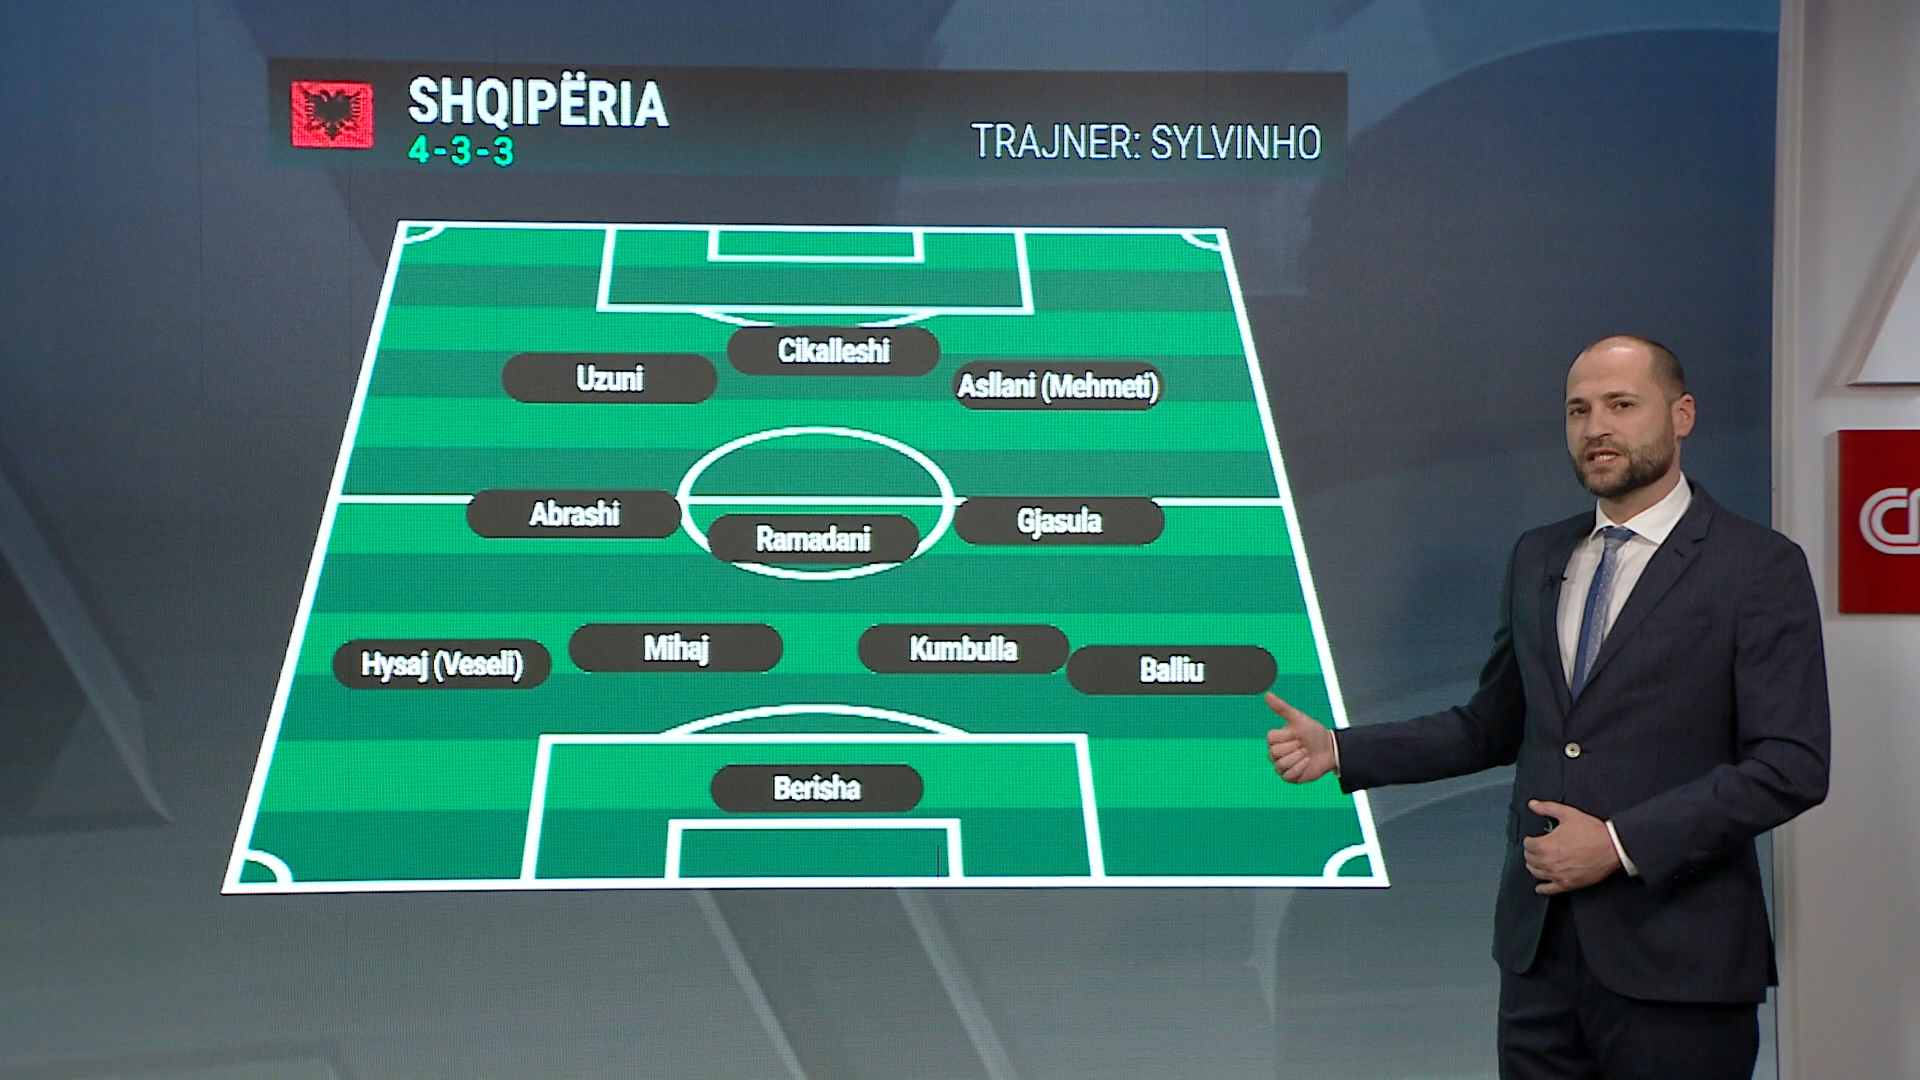 SHQIPËRIA
4-3-3
TRAJNER: SYLVINHO
Cikalleshi
Uzuni
Asllani (Mehmeti)
Abrashi
Ramadani
Gjasula
Hysaj (Veseli)
Mihaj
Kumbulla
Balliu
Berisha